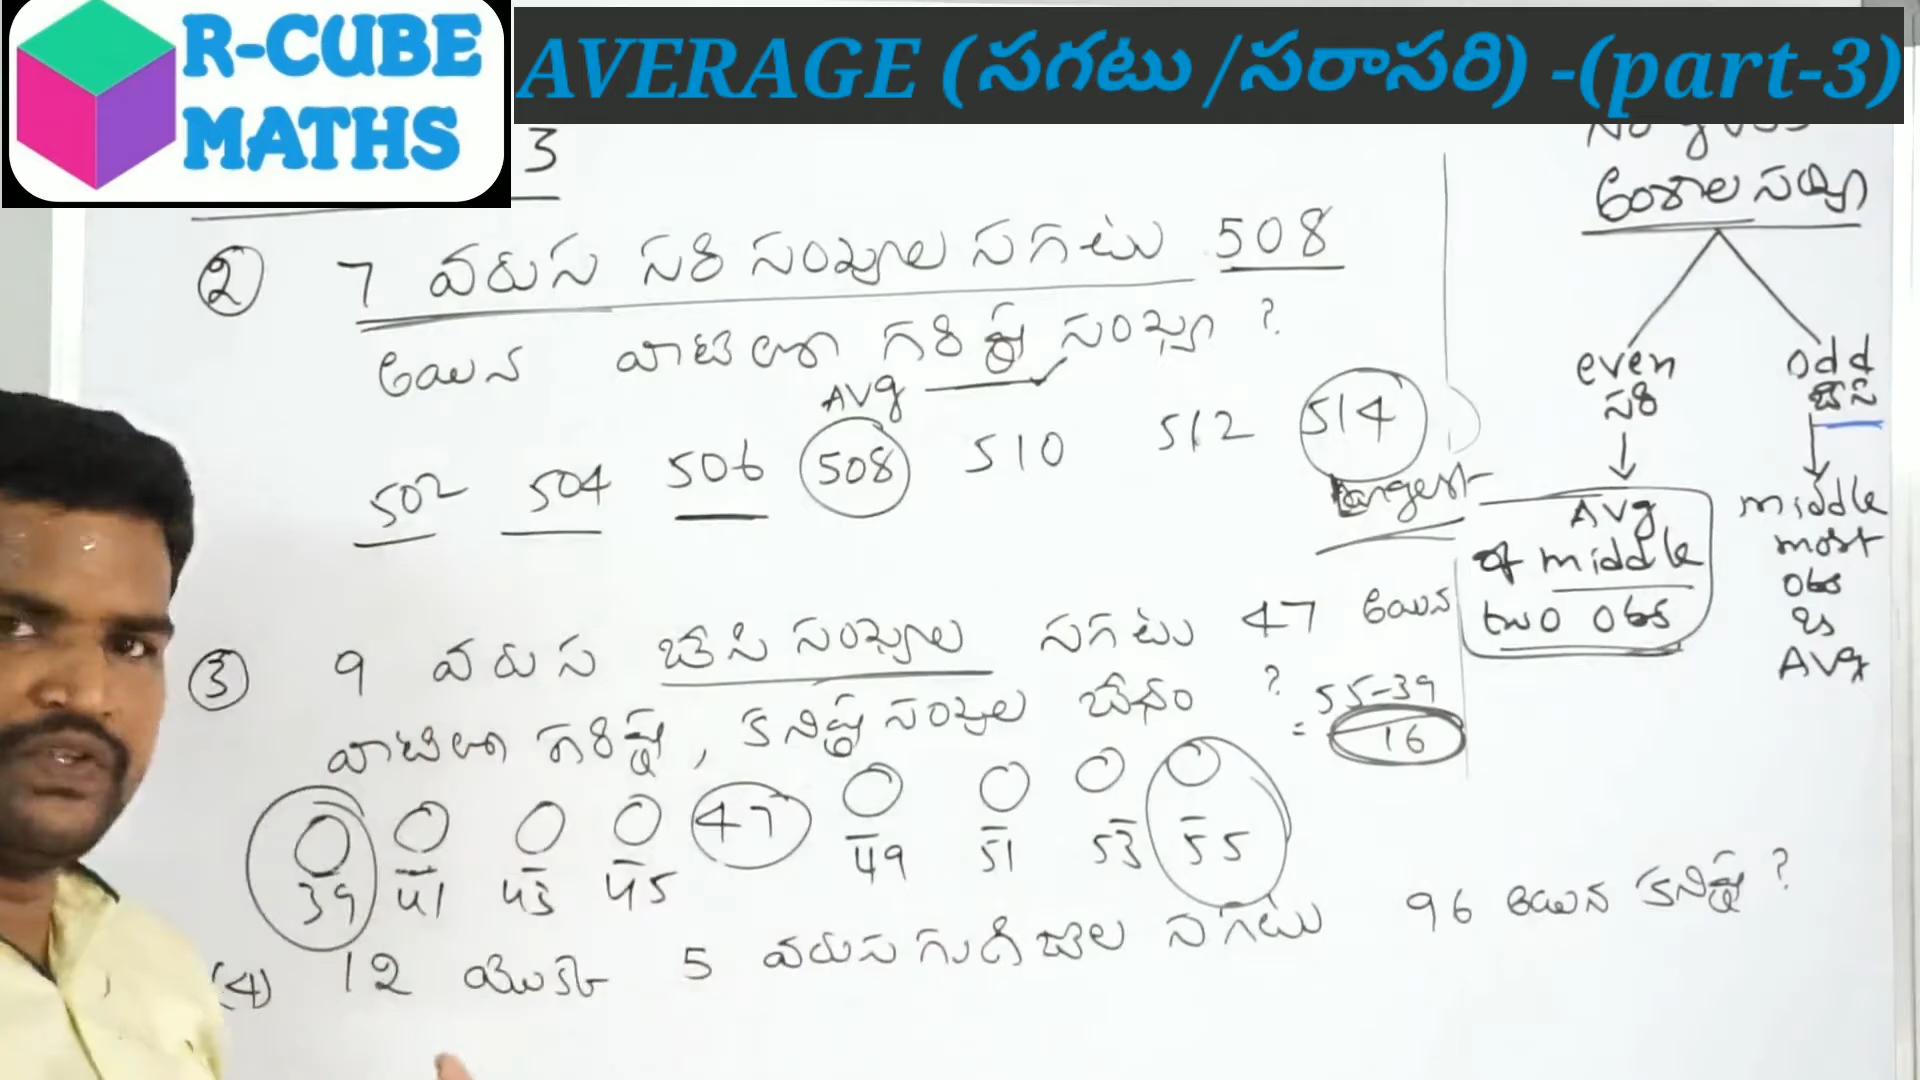 R-CUBE
MATHS
AVERAGE (సగటు /సరాసరి) -(part-3)
3
② 7 వరుస సరి సంఖ్యల సగటు 508
అయిన వాటిలో గరిష్ట సంఖ్య ?
Avg
502 504 506 508 510 512 514
Largest
③ 9 వరుస బేసి సంఖ్యల సగటు 47 అయిన
వాటిలో గరిష్ట, కనిష్ట సంఖ్యల భేదం ?
55-39
= 16
47
39 41 43 45 49 51 53 55
(4) 12 యొక్క 5 వరుస గుణిజాల సగటు 96 అయిన కనిష్ట ?
అంశాల సంఖ్య
even odd
సరి బేసి
Avg
of middle
two obs
middle
most
obs
is
Avg